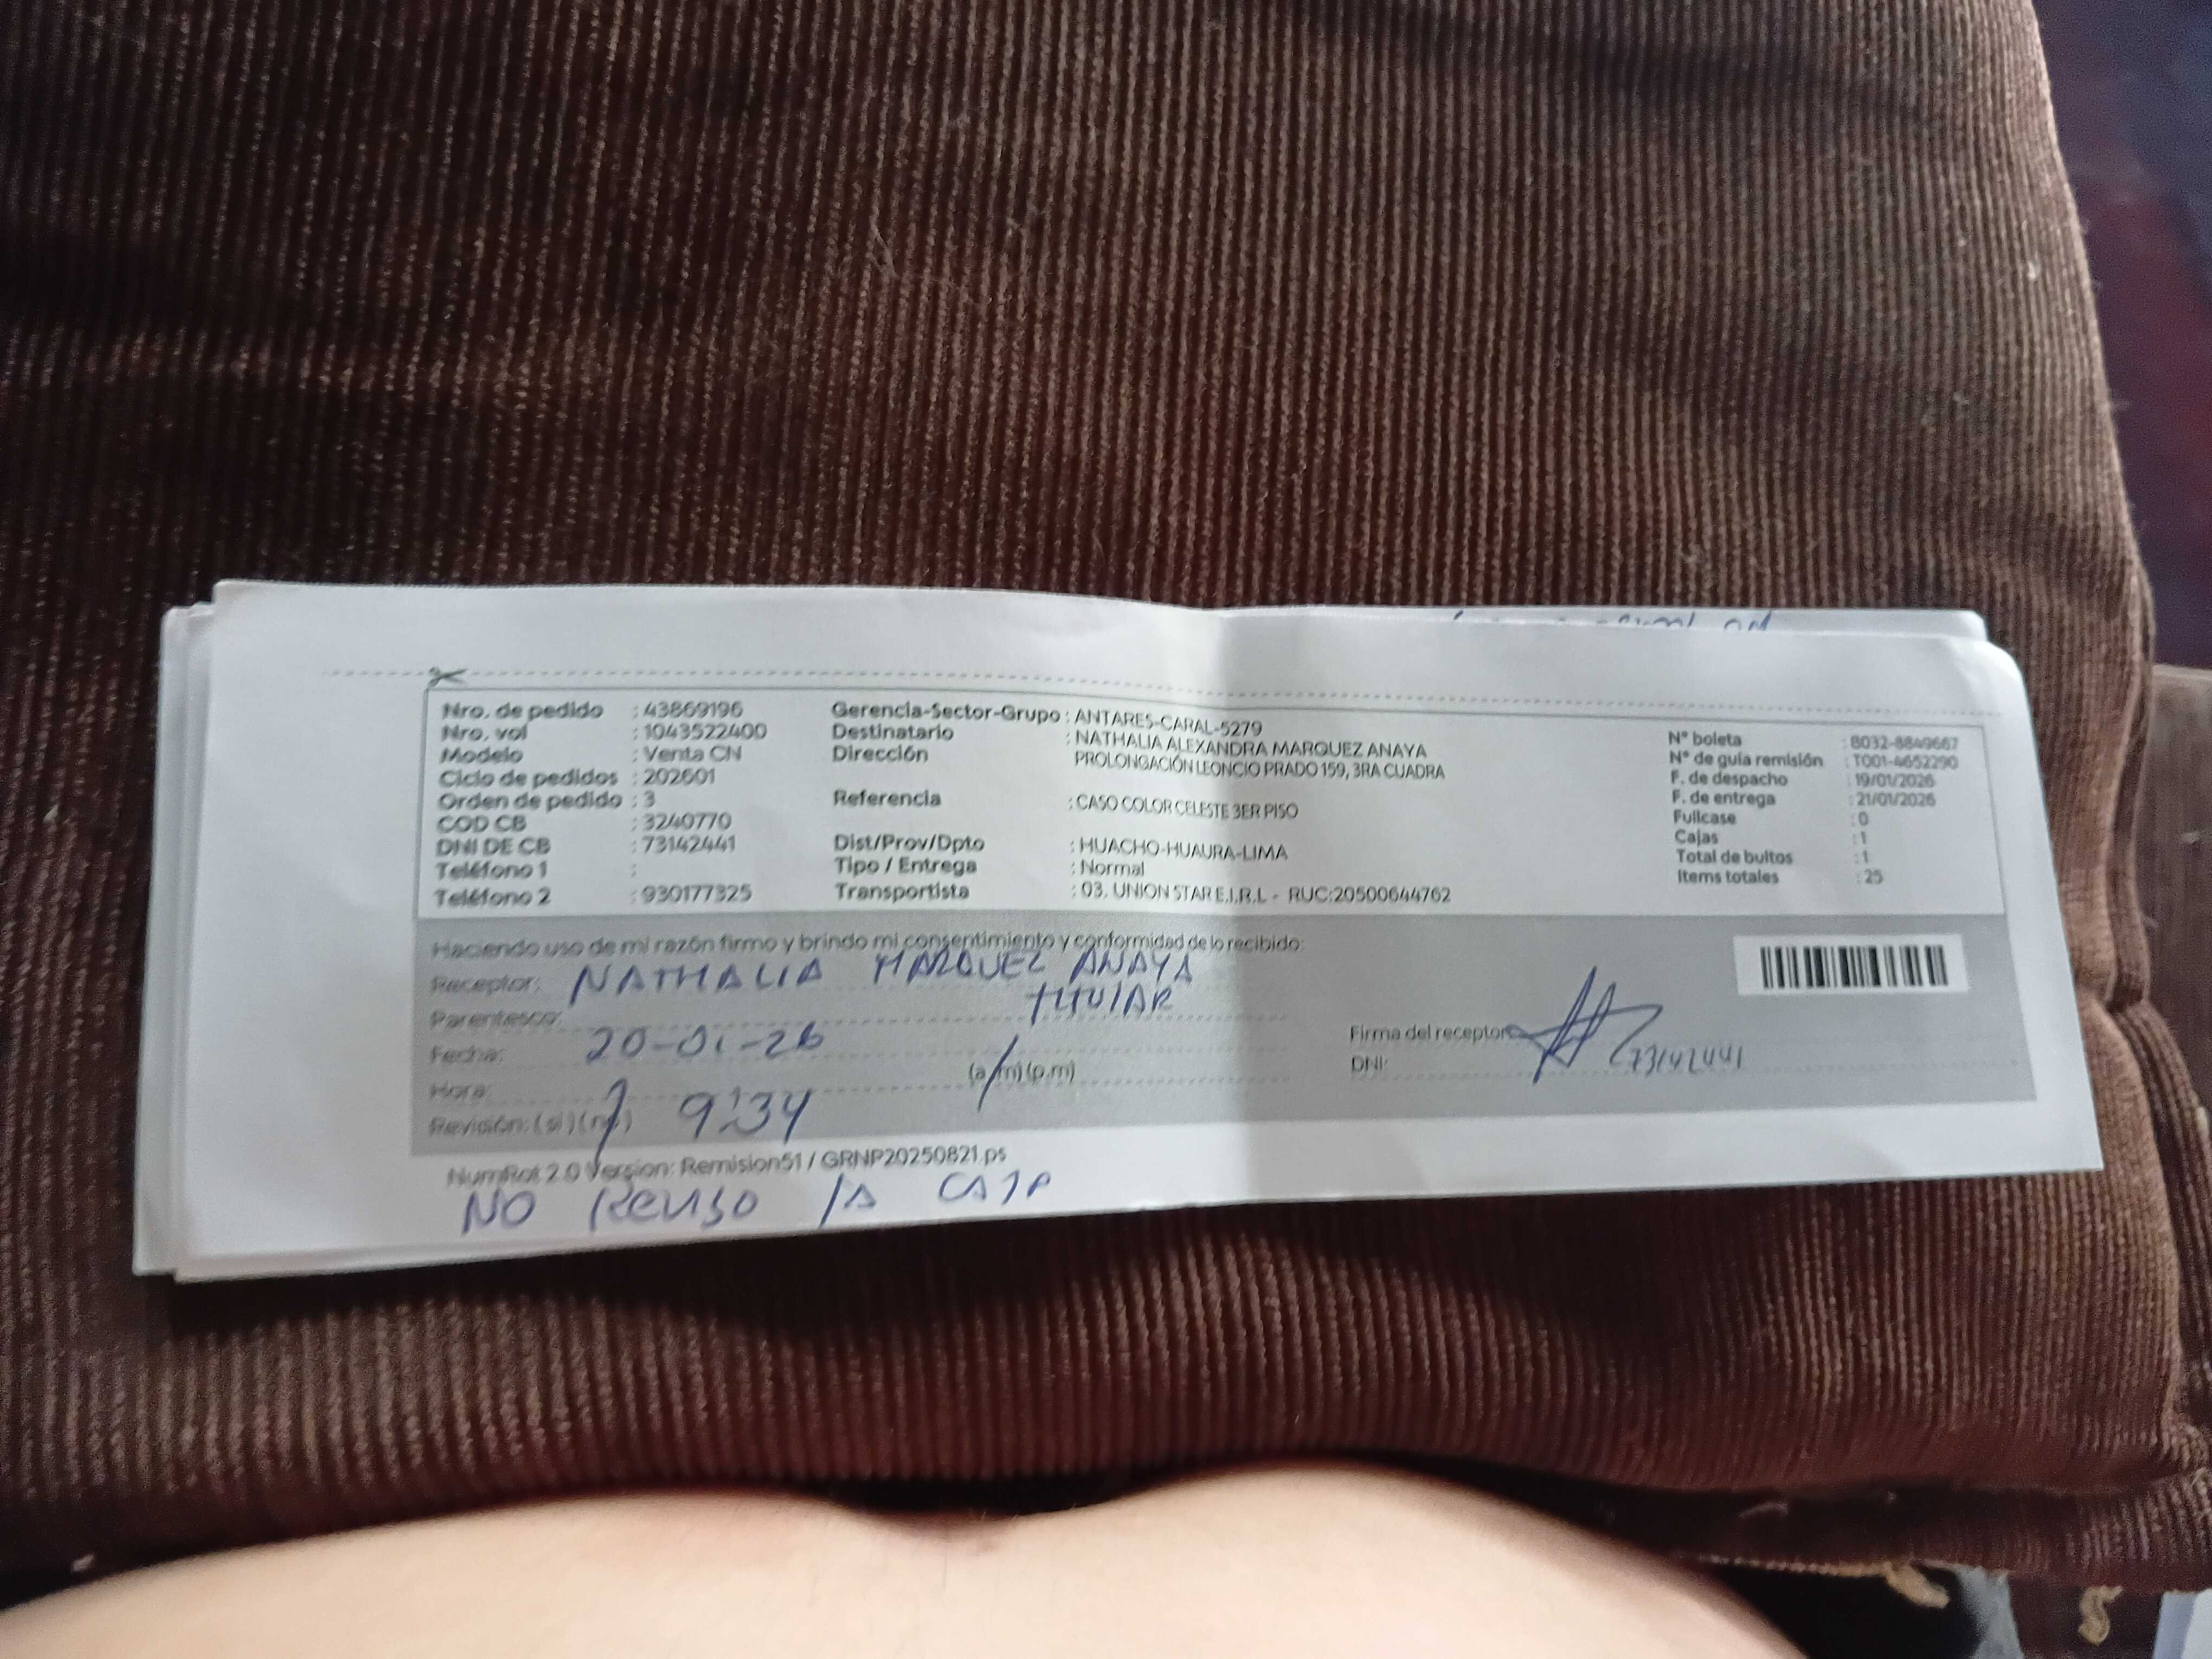 Nro. de pedido : 43869196
Nro. vol : 1043522400
Modelo : Venta CN
Ciclo de pedidos : 202601
Orden de pedido : 3
COD CB : 3240770
DNI DE CB : 73142441
Teléfono 1 :
Teléfono 2 : 930177325
Gerencia-Sector-Grupo : ANTARES-CARAL-5279
Destinatario : NATHALIA ALEXANDRA MARQUEZ ANAYA
Dirección PROLONGACIÓN LEONCIO PRADO 159, 3RA CUADRA
Referencia : CASO COLOR CELESTE 3ER PISO
Dist/Prov/Dpto : HUACHO-HUAURA-LIMA
Tipo / Entrega : Normal
Transportista : 03. UNION STAR E.I.R.L - RUC:20500644762
N° boleta : B032-8849667
N° de guía remisión : T001-4652290
F. de despacho : 19/01/2026
F. de entrega : 21/01/2026
Fullcase : 0
Cajas : 1
Total de bultos : 1
Items totales : 25
Haciendo uso de mi razón firmo y brindo mi consentimiento y conformidad de lo recibido:
Receptor: NATHALIA MARQUEZ ANAYA
Parentesco: TITULAR
Fecha: 20-01-26
Hora: (a.m) (p.m)
Revisión: (si) (no) 9:34
Firma del receptor
DNI: 73142441
NumRot 2.0 Version: Remision51 / GRNP20250821.ps
NO REVISO LA CAJA